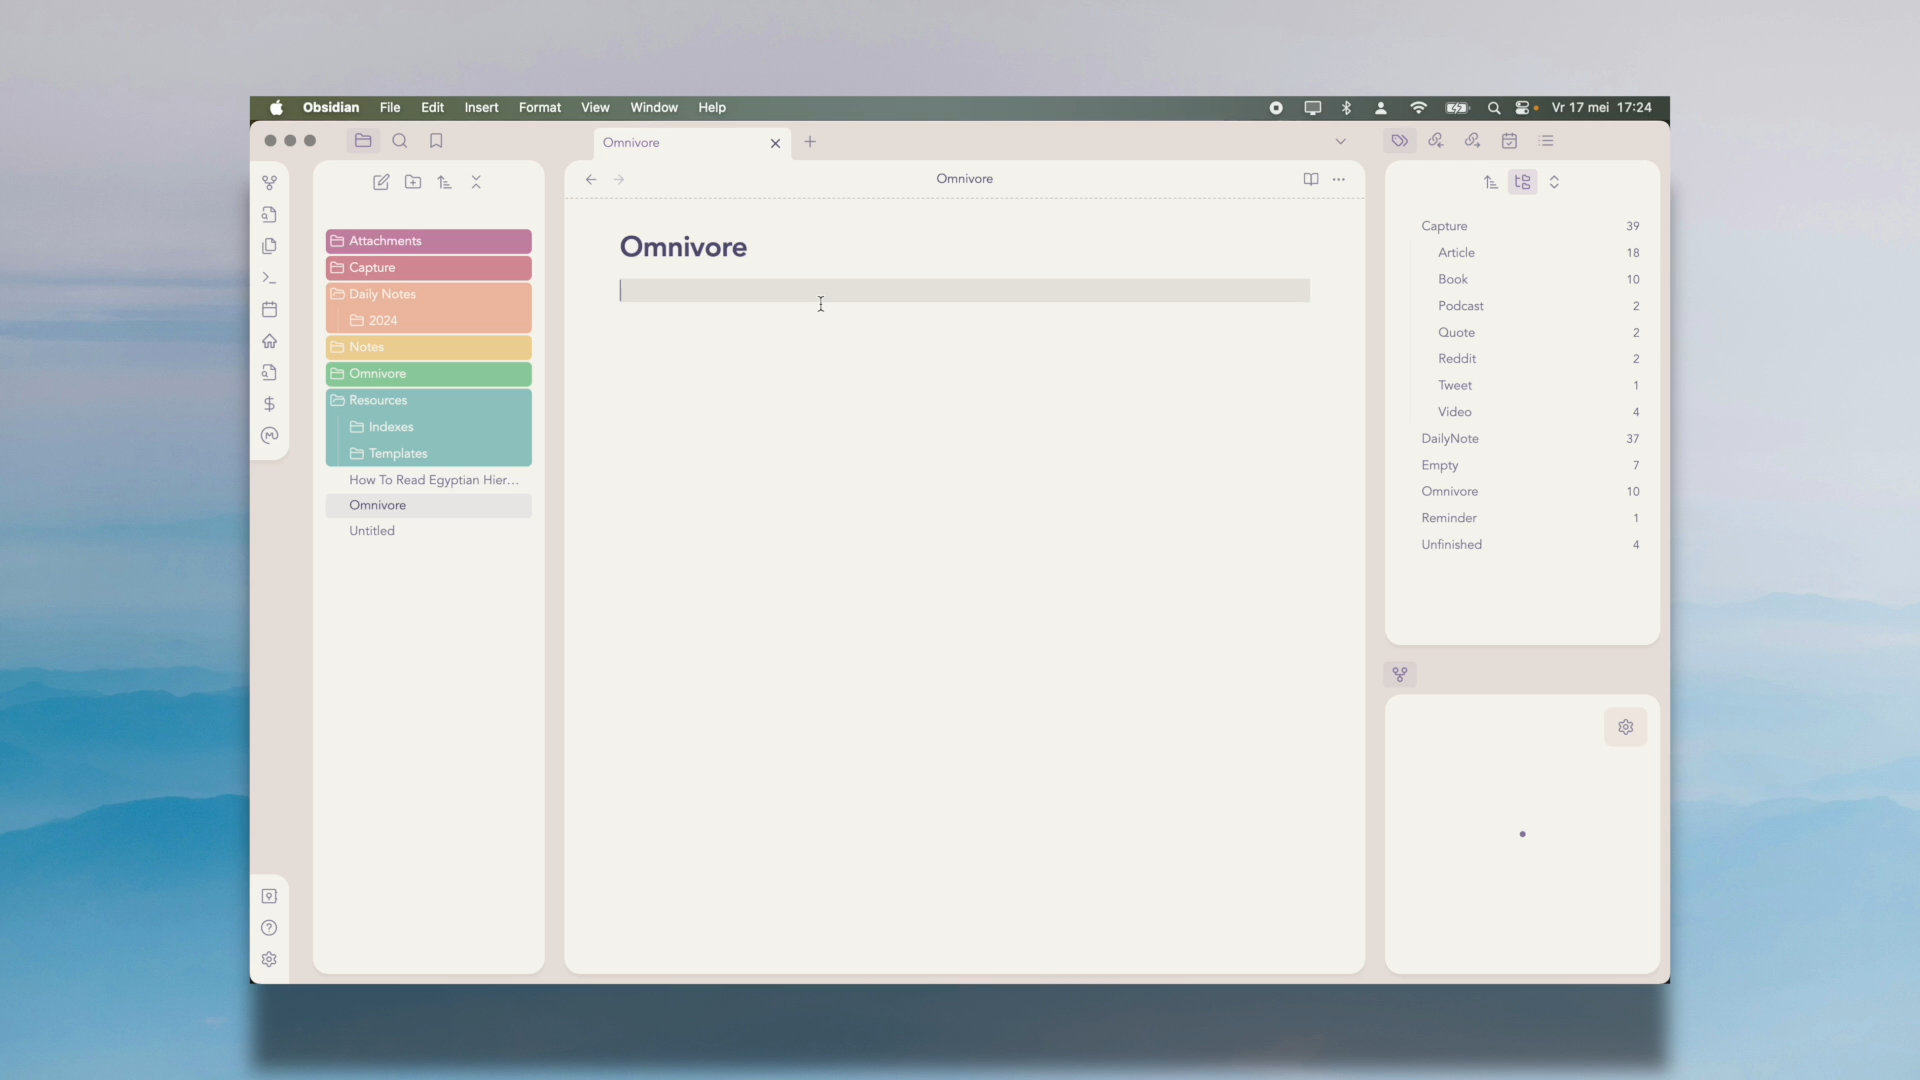 Obsidian File Edit Insert Format View Window Help Vr 17 mei 17:24
Omnivore
Omnivore
Attachments
Capture
Daily Notes
2024
Notes
Omnivore
Resources
Indexes
Templates
How To Read Egyptian Hier...
Omnivore
Untitled
Omnivore
Capture 39
Article 18
Book 10
Podcast 2
Quote 2
Reddit 2
Tweet 1
Video 4
DailyNote 37
Empty 7
Omnivore 10
Reminder 1
Unfinished 4